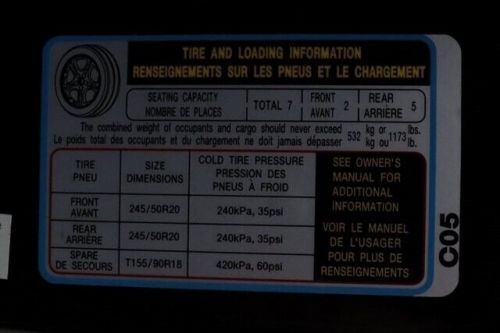 TIRE AND LOADING INFORMATION
RENSEIGNEMENTS SUR LES PNEUS ET LE CHARGEMENT
SEATING CAPACITY
NOMBRE DE PLACES
TOTAL 7
FRONT
AVANT
2
REAR
ARRIÈRE
5
The combined weight of occupants and cargo should never exceed 532 kg or 1173 lbs.
Le poids total des occupants et du chargement ne doit jamais dépasser kg ou lb.
TIRE
PNEU
SIZE
DIMENSIONS
COLD TIRE PRESSURE
PRESSION DES
PNEUS À FROID
FRONT
AVANT
245/50R20
240kPa, 35psi
REAR
ARRIÈRE
245/50R20
240kPa, 35psi
SPARE
DE SECOURS
T155/90R18
420kPa, 60psi
SEE OWNER'S
MANUAL FOR
ADDITIONAL
INFORMATION
VOIR LE MANUEL
DE L'USAGER
POUR PLUS DE
RENSEIGNEMENTS
C05